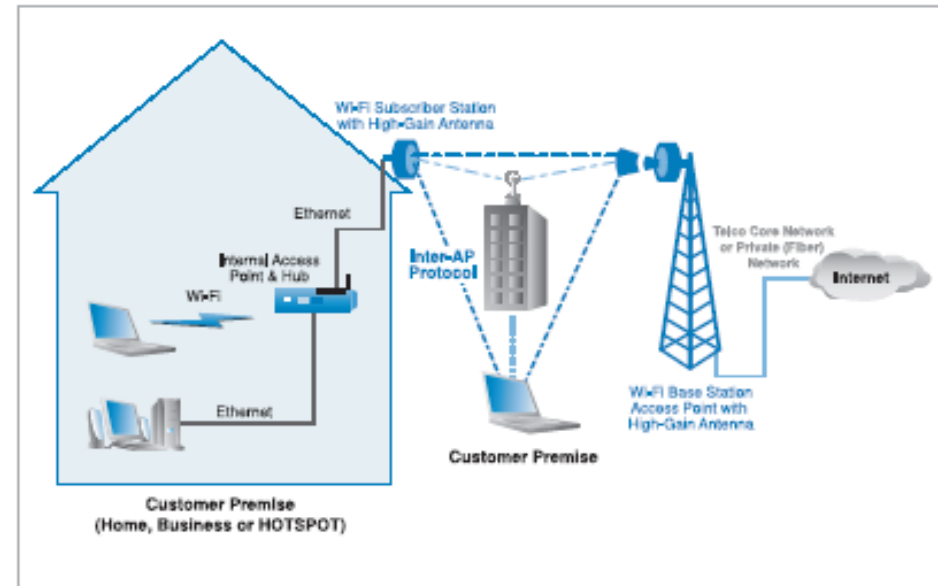 Wi-Fi Subscriber Station
with High-Gain Antenna
Ethernet
Internal Access
Point & Hub
Wi-Fi
Ethernet
Inter-AP
Protocol
Telco Core Network
or Private (Fiber)
Network
Internet
Wi-Fi Base Station
Access Point with
High-Gain Antenna
Customer Premise
Customer Premise
(Home, Business or HOTSPOT)